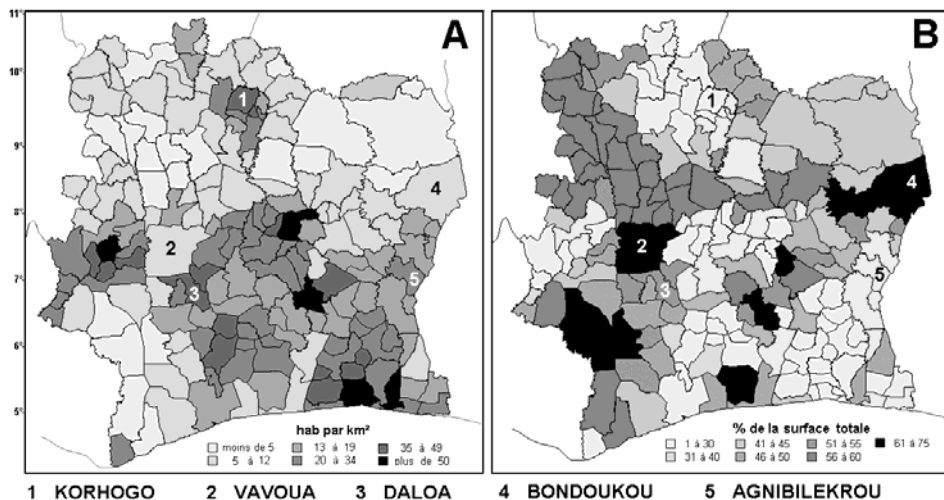 11°
10°
9°
8°
7°
6°
5°
A
1
4
2
3
5
hab par km²
moins de 5
13 à 19
35 à 49
5 à 12
20 à 34
plus de 50
B
1
4
2
3
5
% de la surface totale
1 à 30
41 à 45
51 à 55
61 à 75
31 à 40
46 à 50
56 à 60
1 KORHOGO 2 VAVOUA 3 DALOA 4 BONDOUKOU 5 AGNIBILEKROU